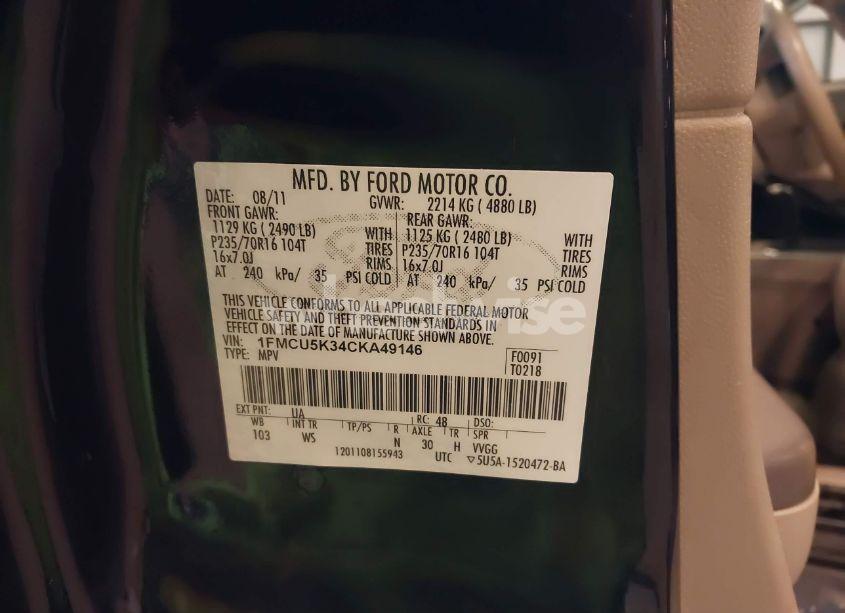 MFD. BY FORD MOTOR CO.
DATE: 08/11 GVWR: 2214 KG ( 4880 LB)
FRONT GAWR: REAR GAWR:
1129 KG ( 2490 LB) WITH 1125 KG ( 2480 LB) WITH
P235/70R16 104T TIRES P235/70R16 104T TIRES
16x7.0J RIMS 16x7.0J RIMS
AT 240 kPa/ 35 PSI COLD AT 240 kPa/ 35 PSI COLD
THIS VEHICLE CONFORMS TO ALL APPLICABLE FEDERAL MOTOR
VEHICLE SAFETY AND THEFT PREVENTION STANDARDS IN
EFFECT ON THE DATE OF MANUFACTURE SHOWN ABOVE.
VIN: 1FMCU5K34CKA49146
TYPE: MPV
F0091
T0218
EXT PNT: UA RC: 48 DSO:
WB INT TR TP/PS R AXLE TR SPR
103 WS N 30 H VVGG
1201108155943 UTC ▽5U5A-1520472-BA